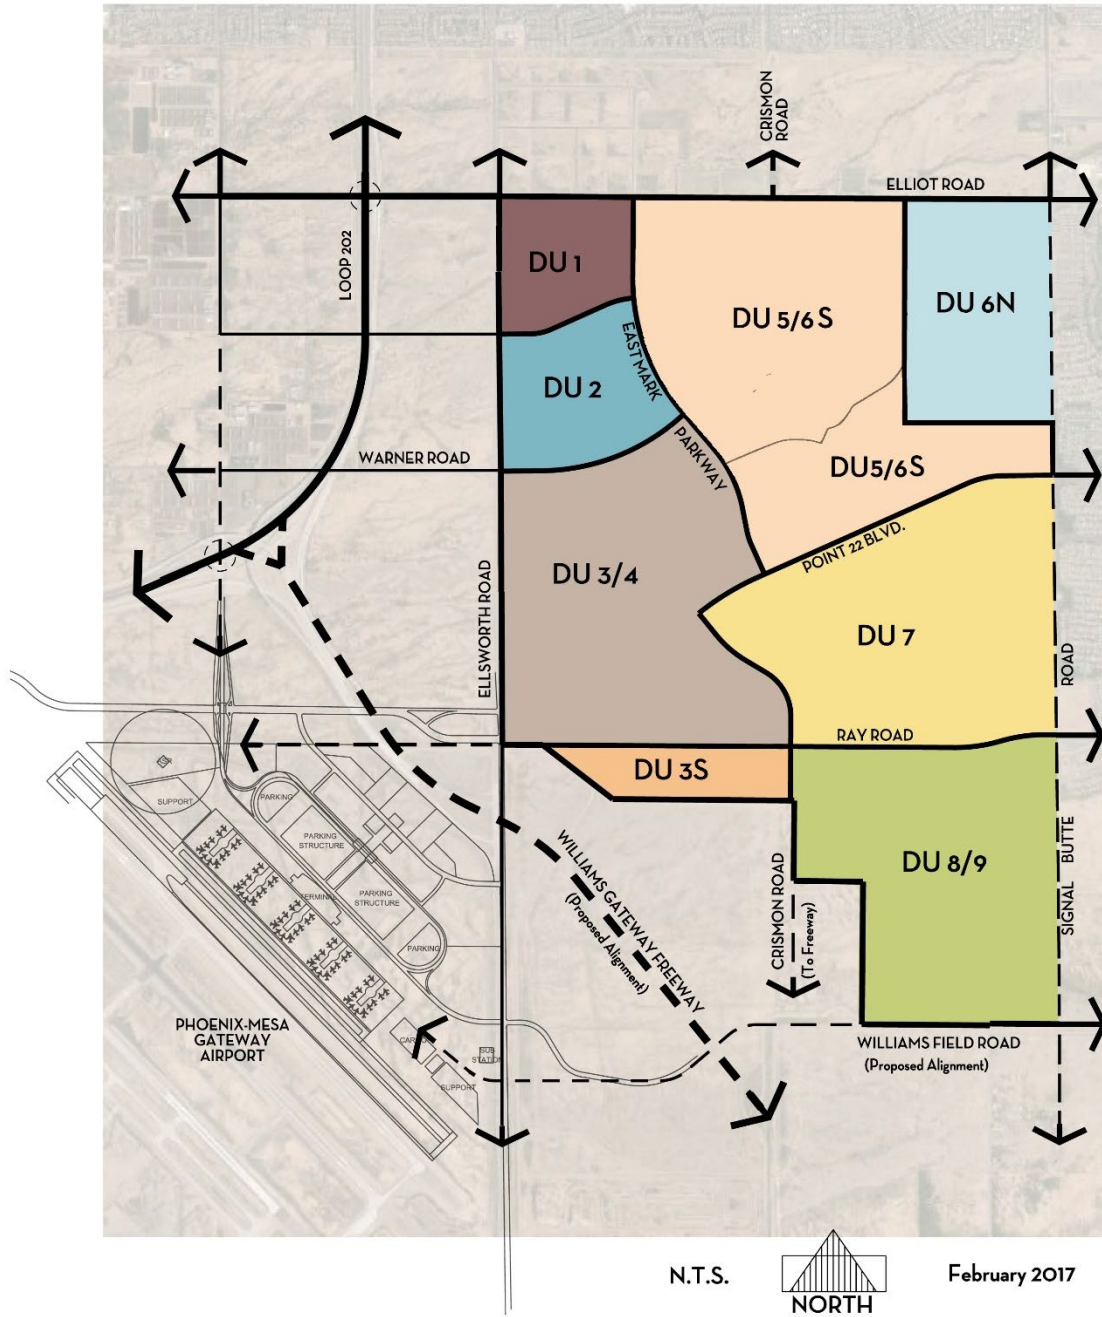 CRISMON
ROAD
ELLIOT ROAD
LOOP 202
DU 1
DU 5/6 S
DU 6N
EAST MARK
PARKWAY
DU 2
WARNER ROAD
DU5/6S
POINT 22 BLVD.
DU 3/4
DU 7
ELLSWORTH ROAD
ROAD
RAY ROAD
DU 3S
SUPPORT
PARKING
PARKING
STRUCTURE
DU 8/9
SIGNAL BUTTE
PARKING
STRUCTURE
PARKING
WILLIAMS GATEWAY FREEWAY
(Proposed Alignment)
CRISMON ROAD
(To Freeway)
PHOENIX-MESA
GATEWAY
AIRPORT
SUB
SUPPORT
WILLIAMS FIELD ROAD
(Proposed Alignment)
N.T.S.
NORTH
February 2017